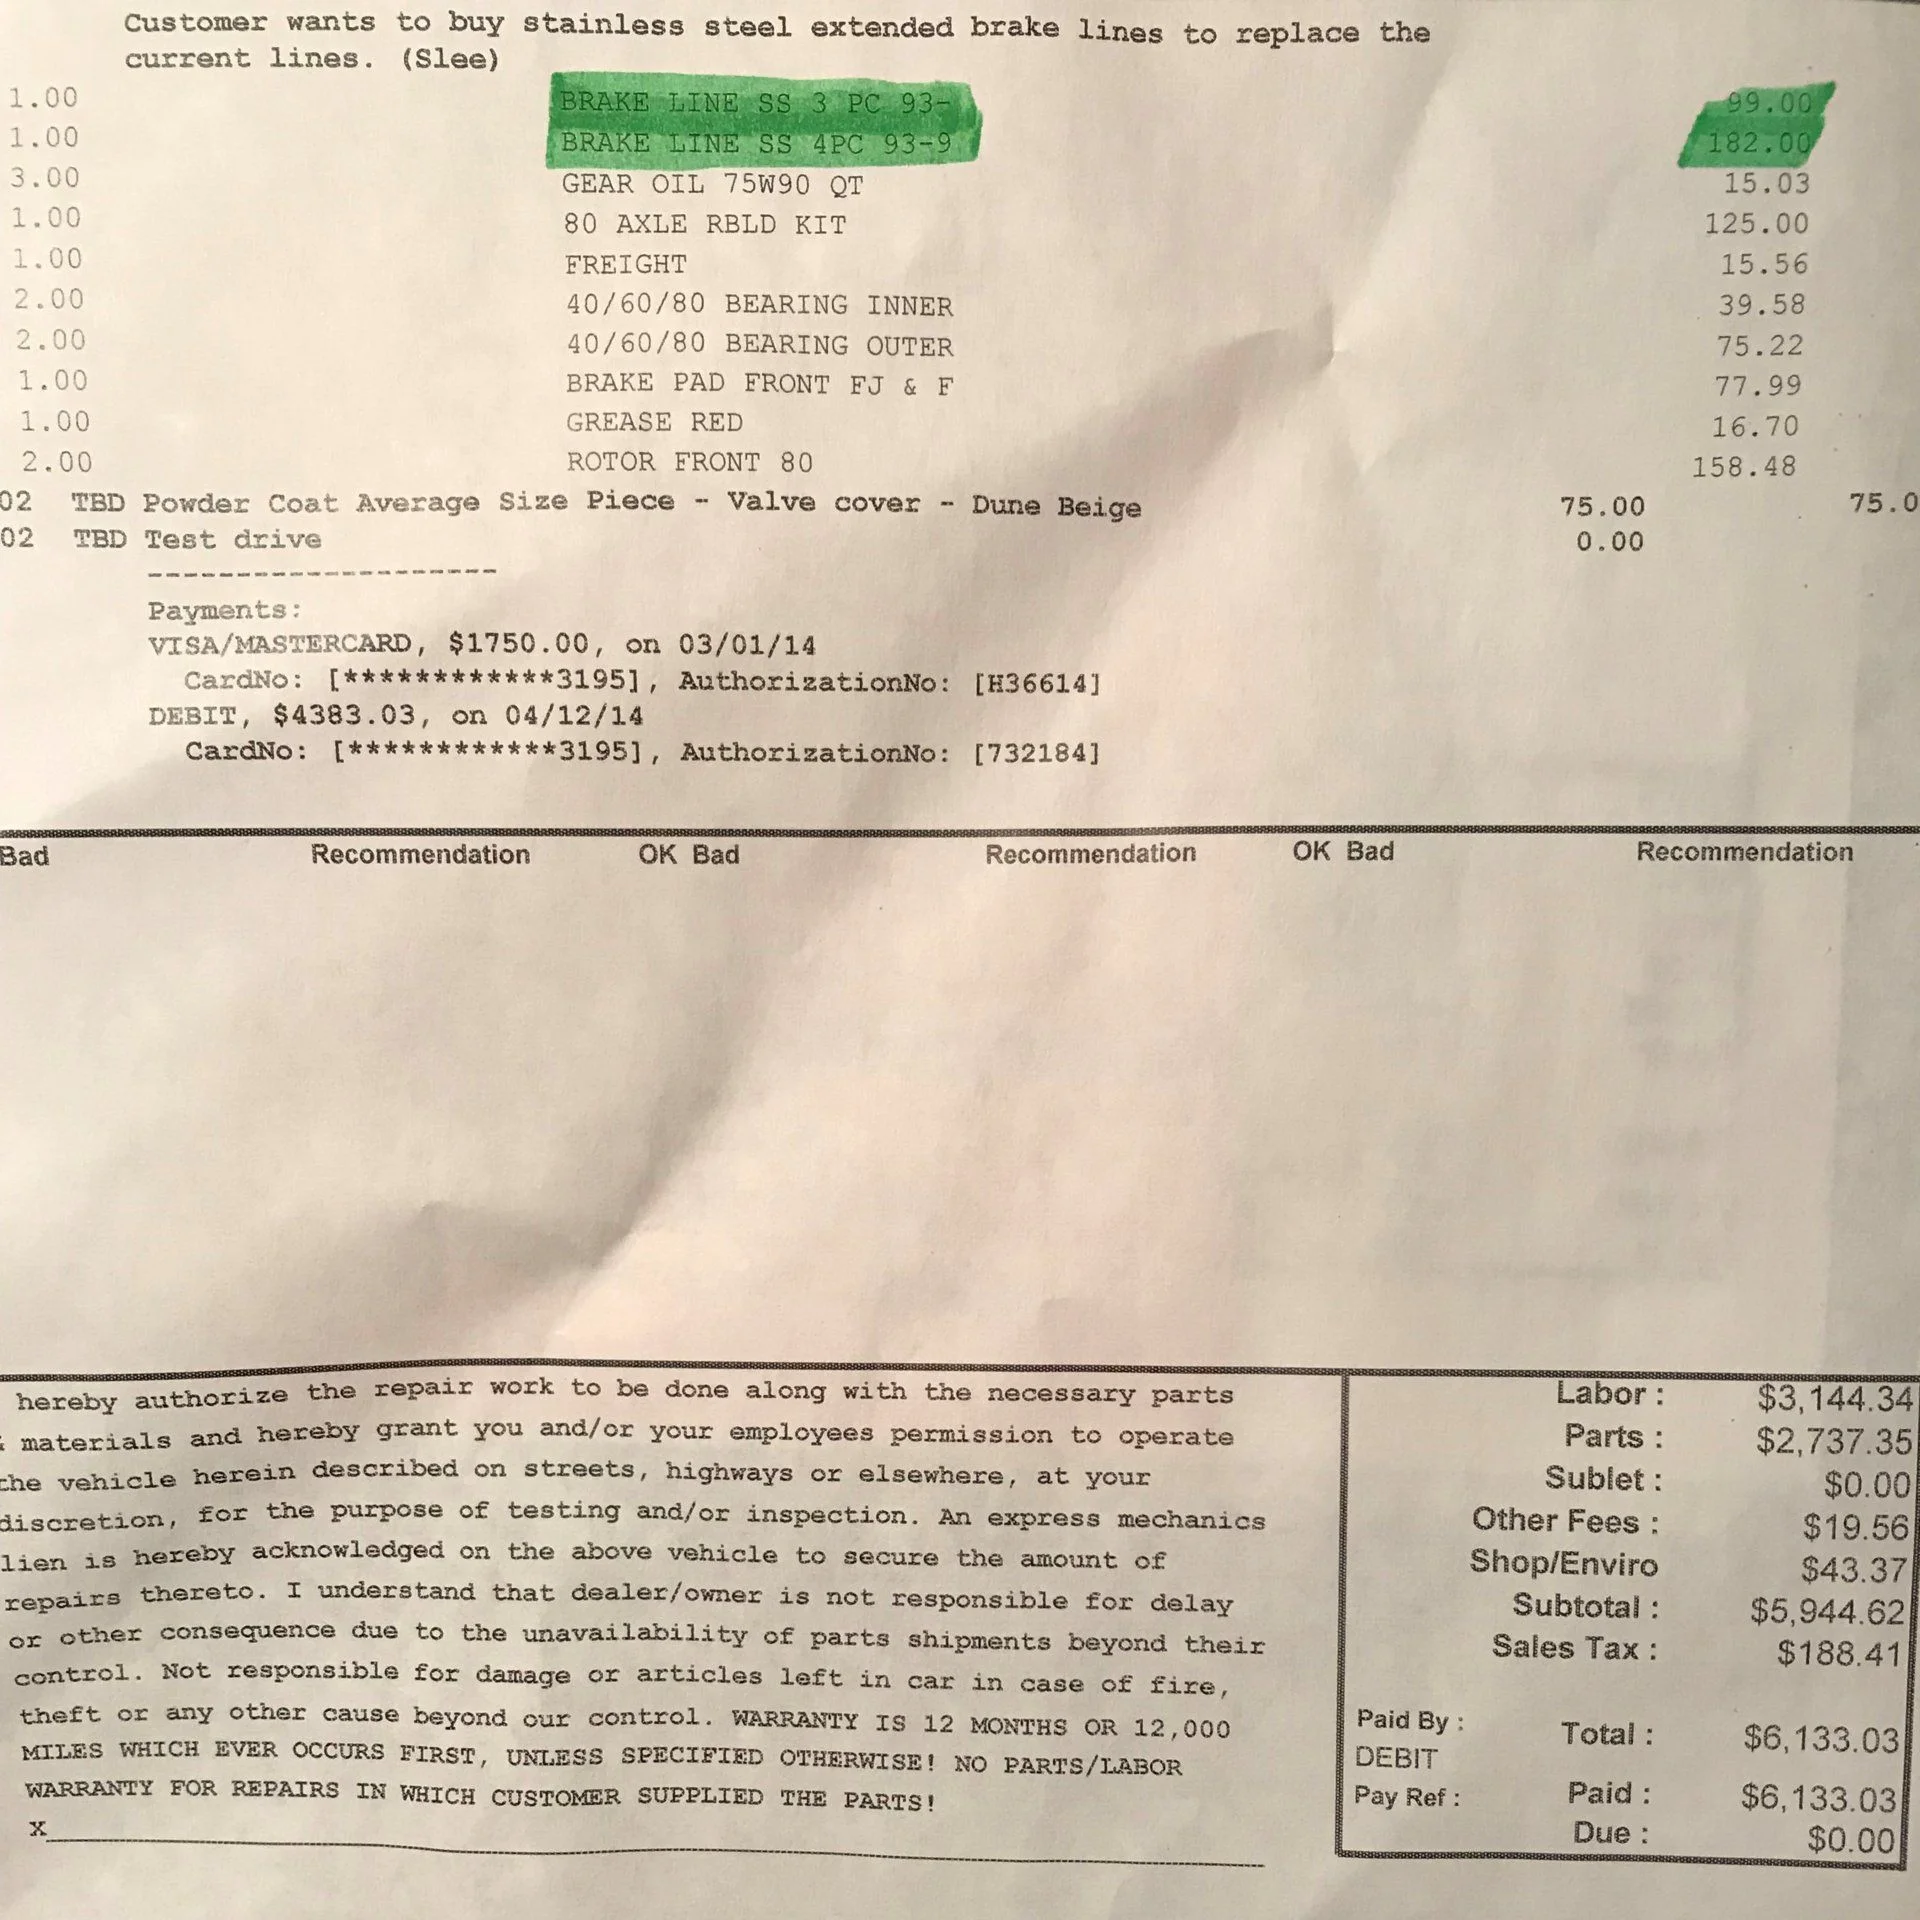 Customer wants to buy stainless steel extended brake lines to replace the
current lines. (Slee)
1.00 BRAKE LINE SS 3 PC 93- 99.00
1.00 BRAKE LINE SS 4PC 93-9 182.00
3.00 GEAR OIL 75W90 QT 15.03
1.00 80 AXLE RBLD KIT 125.00
1.00 FREIGHT 15.56
2.00 40/60/80 BEARING INNER 39.58
2.00 40/60/80 BEARING OUTER 75.22
1.00 BRAKE PAD FRONT FJ & F 77.99
1.00 GREASE RED 16.70
2.00 ROTOR FRONT 80 158.48
02 TBD Powder Coat Average Size Piece - Valve cover - Dune Beige 75.00 75.0
02 TBD Test drive 0.00
--------------------
Payments:
VISA/MASTERCARD, $1750.00, on 03/01/14
CardNo: [************3195], AuthorizationNo: [H36614]
DEBIT, $4383.03, on 04/12/14
CardNo: [************3195], AuthorizationNo: [732184]
Bad Recommendation OK Bad Recommendation OK Bad Recommendation
hereby authorize the repair work to be done along with the necessary parts
materials and hereby grant you and/or your employees permission to operate
the vehicle herein described on streets, highways or elsewhere, at your
discretion, for the purpose of testing and/or inspection. An express mechanics
lien is hereby acknowledged on the above vehicle to secure the amount of
repairs thereto. I understand that dealer/owner is not responsible for delay
or other consequence due to the unavailability of parts shipments beyond their
control. Not responsible for damage or articles left in car in case of fire,
theft or any other cause beyond our control. WARRANTY IS 12 MONTHS OR 12,000
MILES WHICH EVER OCCURS FIRST, UNLESS SPECIFIED OTHERWISE! NO PARTS/LABOR
WARRANTY FOR REPAIRS IN WHICH CUSTOMER SUPPLIED THE PARTS!
X
Labor : $3,144.34
Parts : $2,737.35
Sublet : $0.00
Other Fees : $19.56
Shop/Enviro $43.37
Subtotal : $5,944.62
Sales Tax : $188.41
Paid By : Total : $6,133.03
DEBIT
Pay Ref : Paid : $6,133.03
Due : $0.00